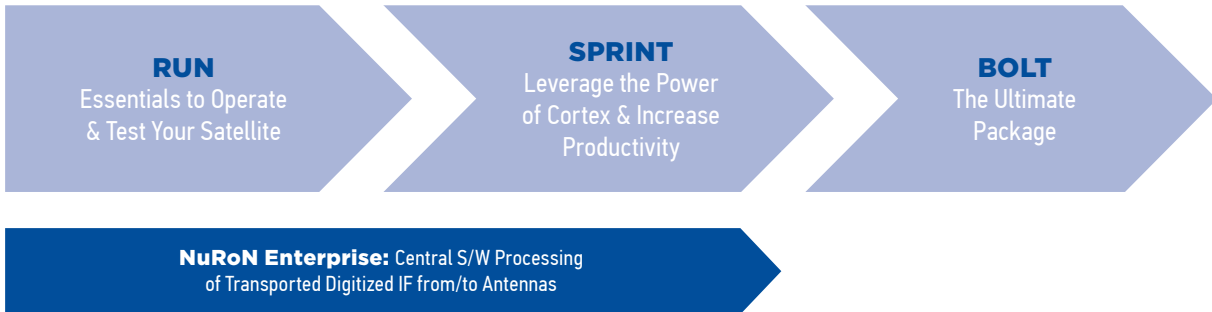 RUN
Essentials to Operate
& Test Your Satellite
SPRINT
Leverage the Power
of Cortex & Increase
Productivity
BOLT
The Ultimate
Package
NuRoN Enterprise: Central S/W Processing
of Transported Digitized IF from/to Antennas